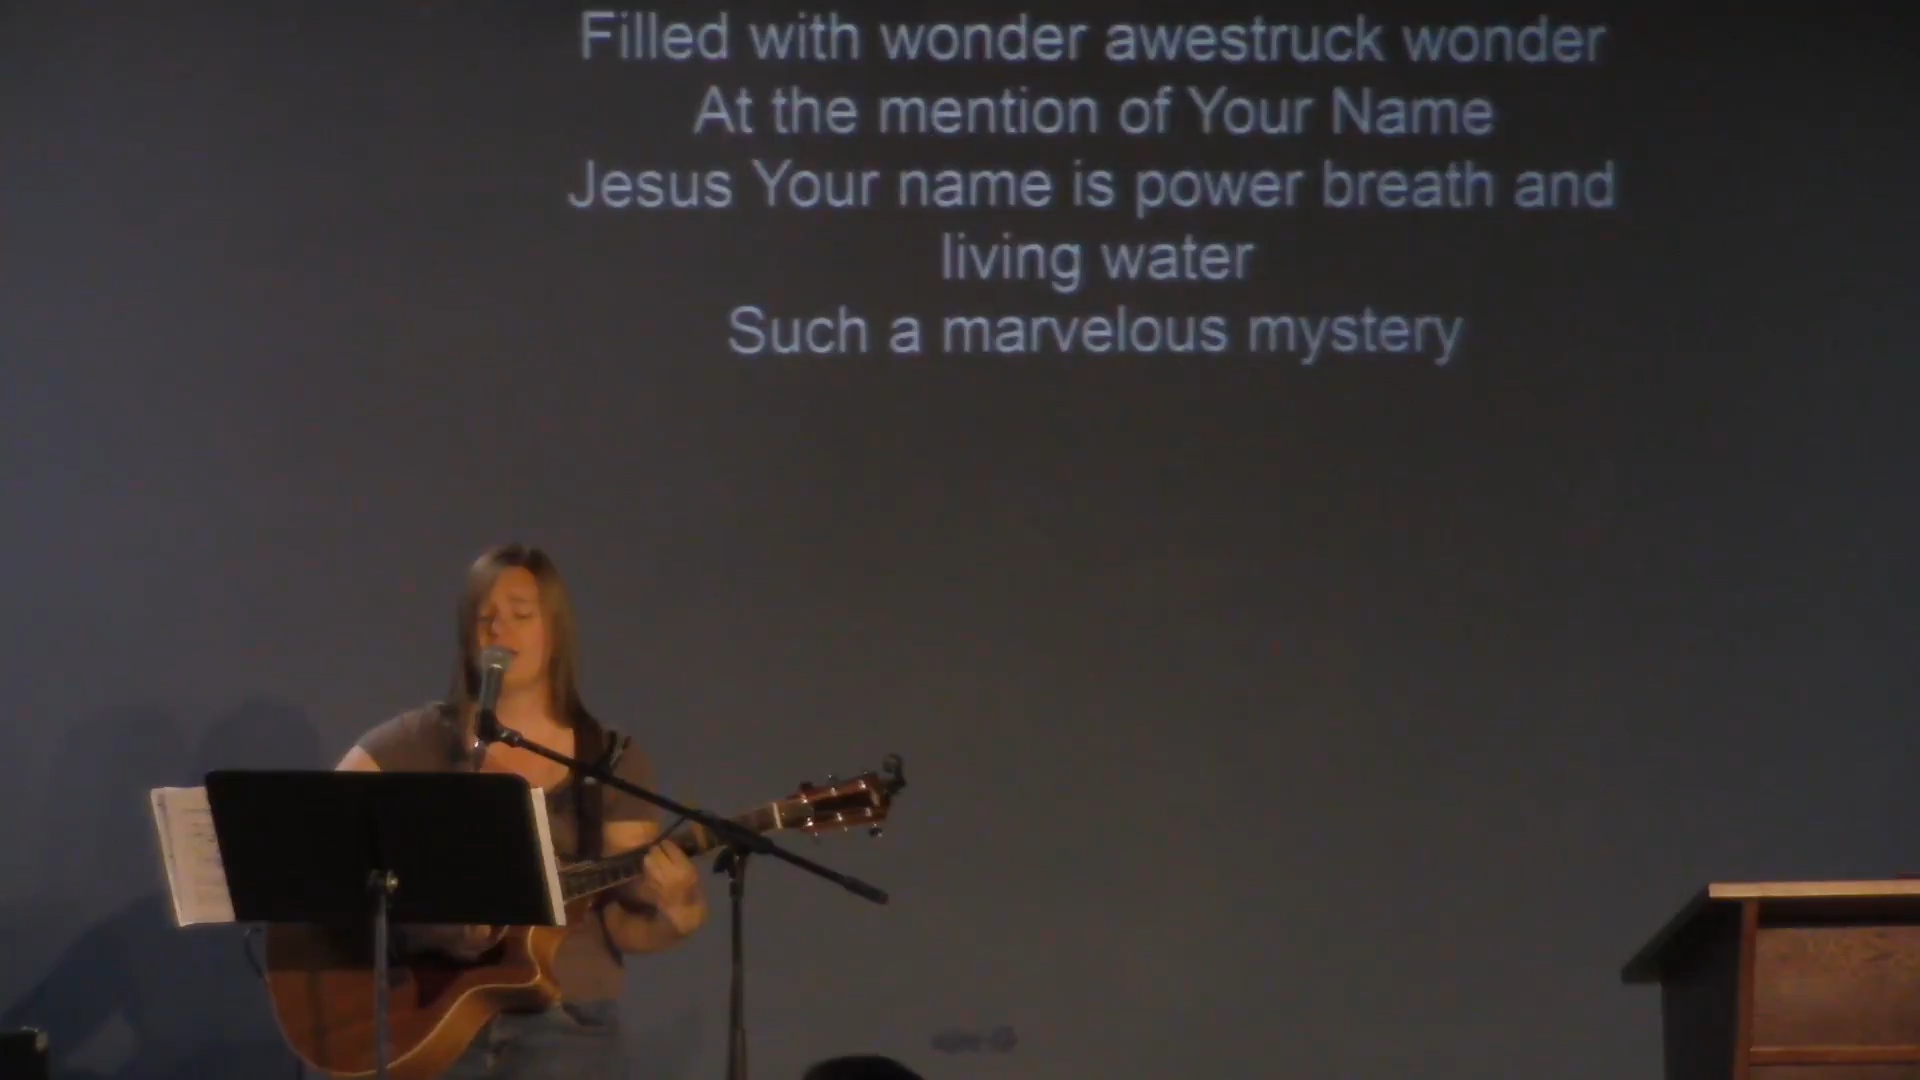 Filled with wonder awestruck wonder
At the mention of Your Name
Jesus Your name is power breath and
living water
Such a marvelous mystery